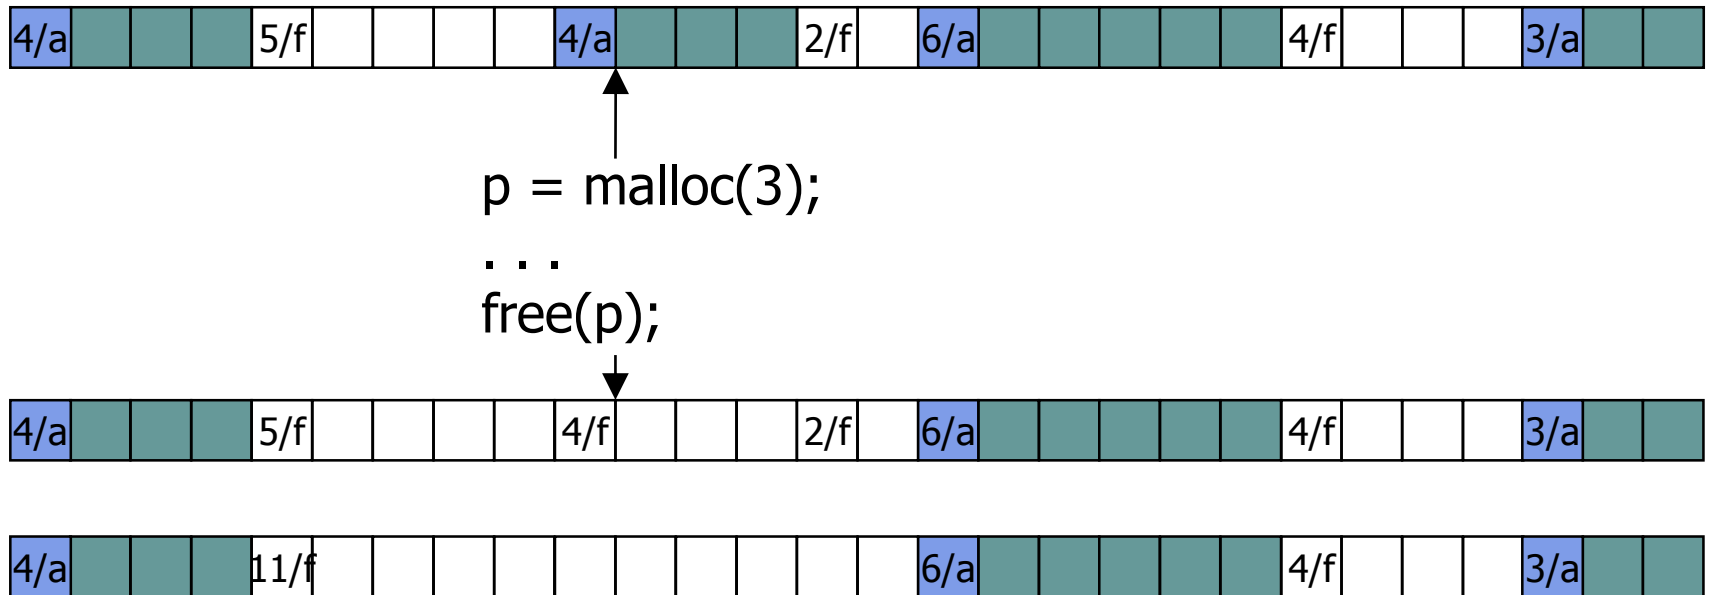 4/a 5/f 4/a 2/f 6/a 4/f 3/a
p = malloc(3);
. . .
free(p);
4/a 5/f 4/f 2/f 6/a 4/f 3/a
4/a 11/f 6/a 4/f 3/a